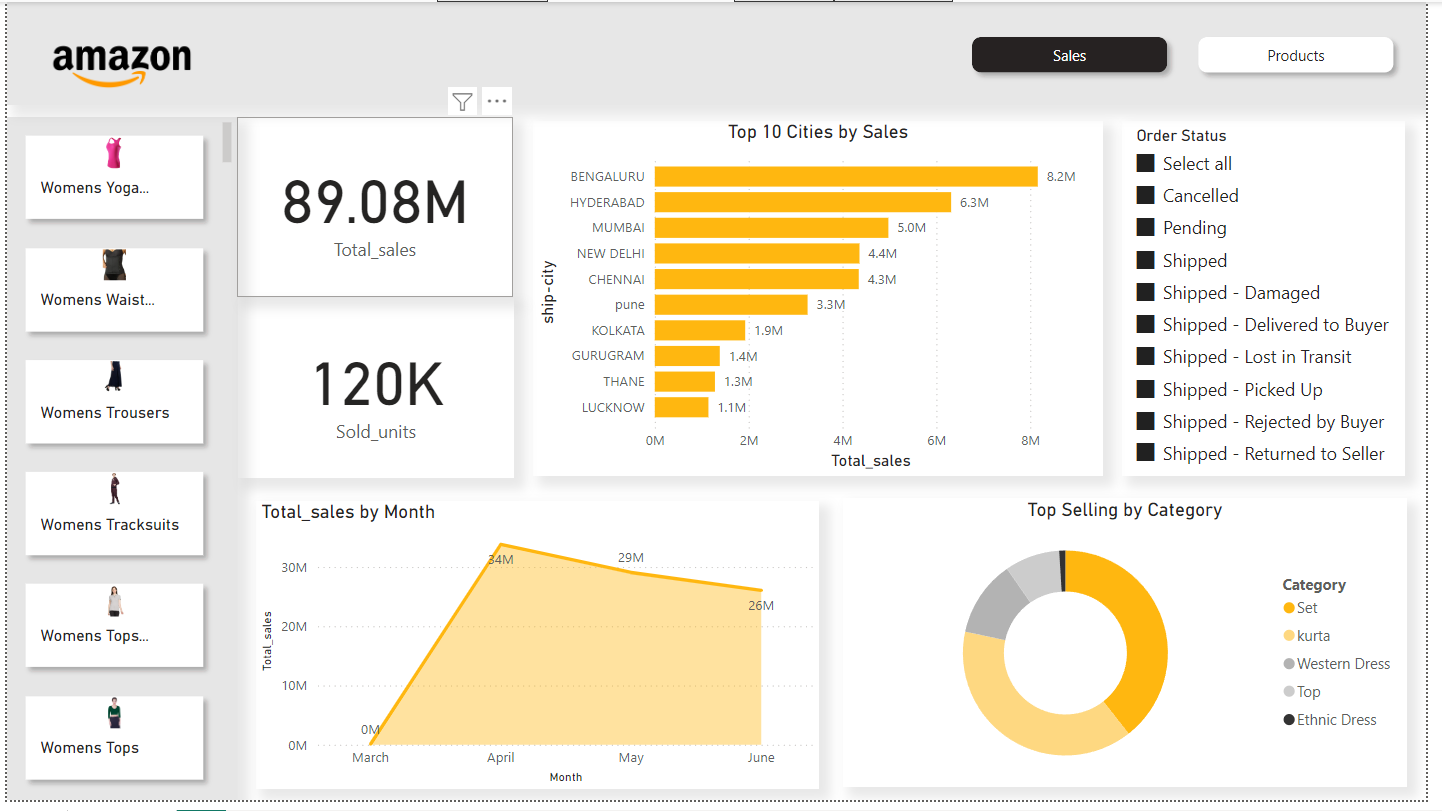 amazon
Sales
Products
Womens Yoga...
Womens Waist...
Womens Trousers
Womens Tracksuits
Womens Tops...
Womens Tops
89.08M
Total_sales
120K
Sold_units
Top 10 Cities by Sales
ship-city
BENGALURU 8.2M
HYDERABAD 6.3M
MUMBAI 5.0M
NEW DELHI 4.4M
CHENNAI 4.3M
pune 3.3M
KOLKATA 1.9M
GURUGRAM 1.4M
THANE 1.3M
LUCKNOW 1.1M
0M 2M 4M 6M 8M
Total_sales
Order Status
Select all
Cancelled
Pending
Shipped
Shipped - Damaged
Shipped - Delivered to Buyer
Shipped - Lost in Transit
Shipped - Picked Up
Shipped - Rejected by Buyer
Shipped - Returned to Seller
Total_sales by Month
Total_sales
30M
20M
10M
0M
0M
34M
29M
26M
March April May June
Month
Top Selling by Category
Category
Set
kurta
Western Dress
Top
Ethnic Dress